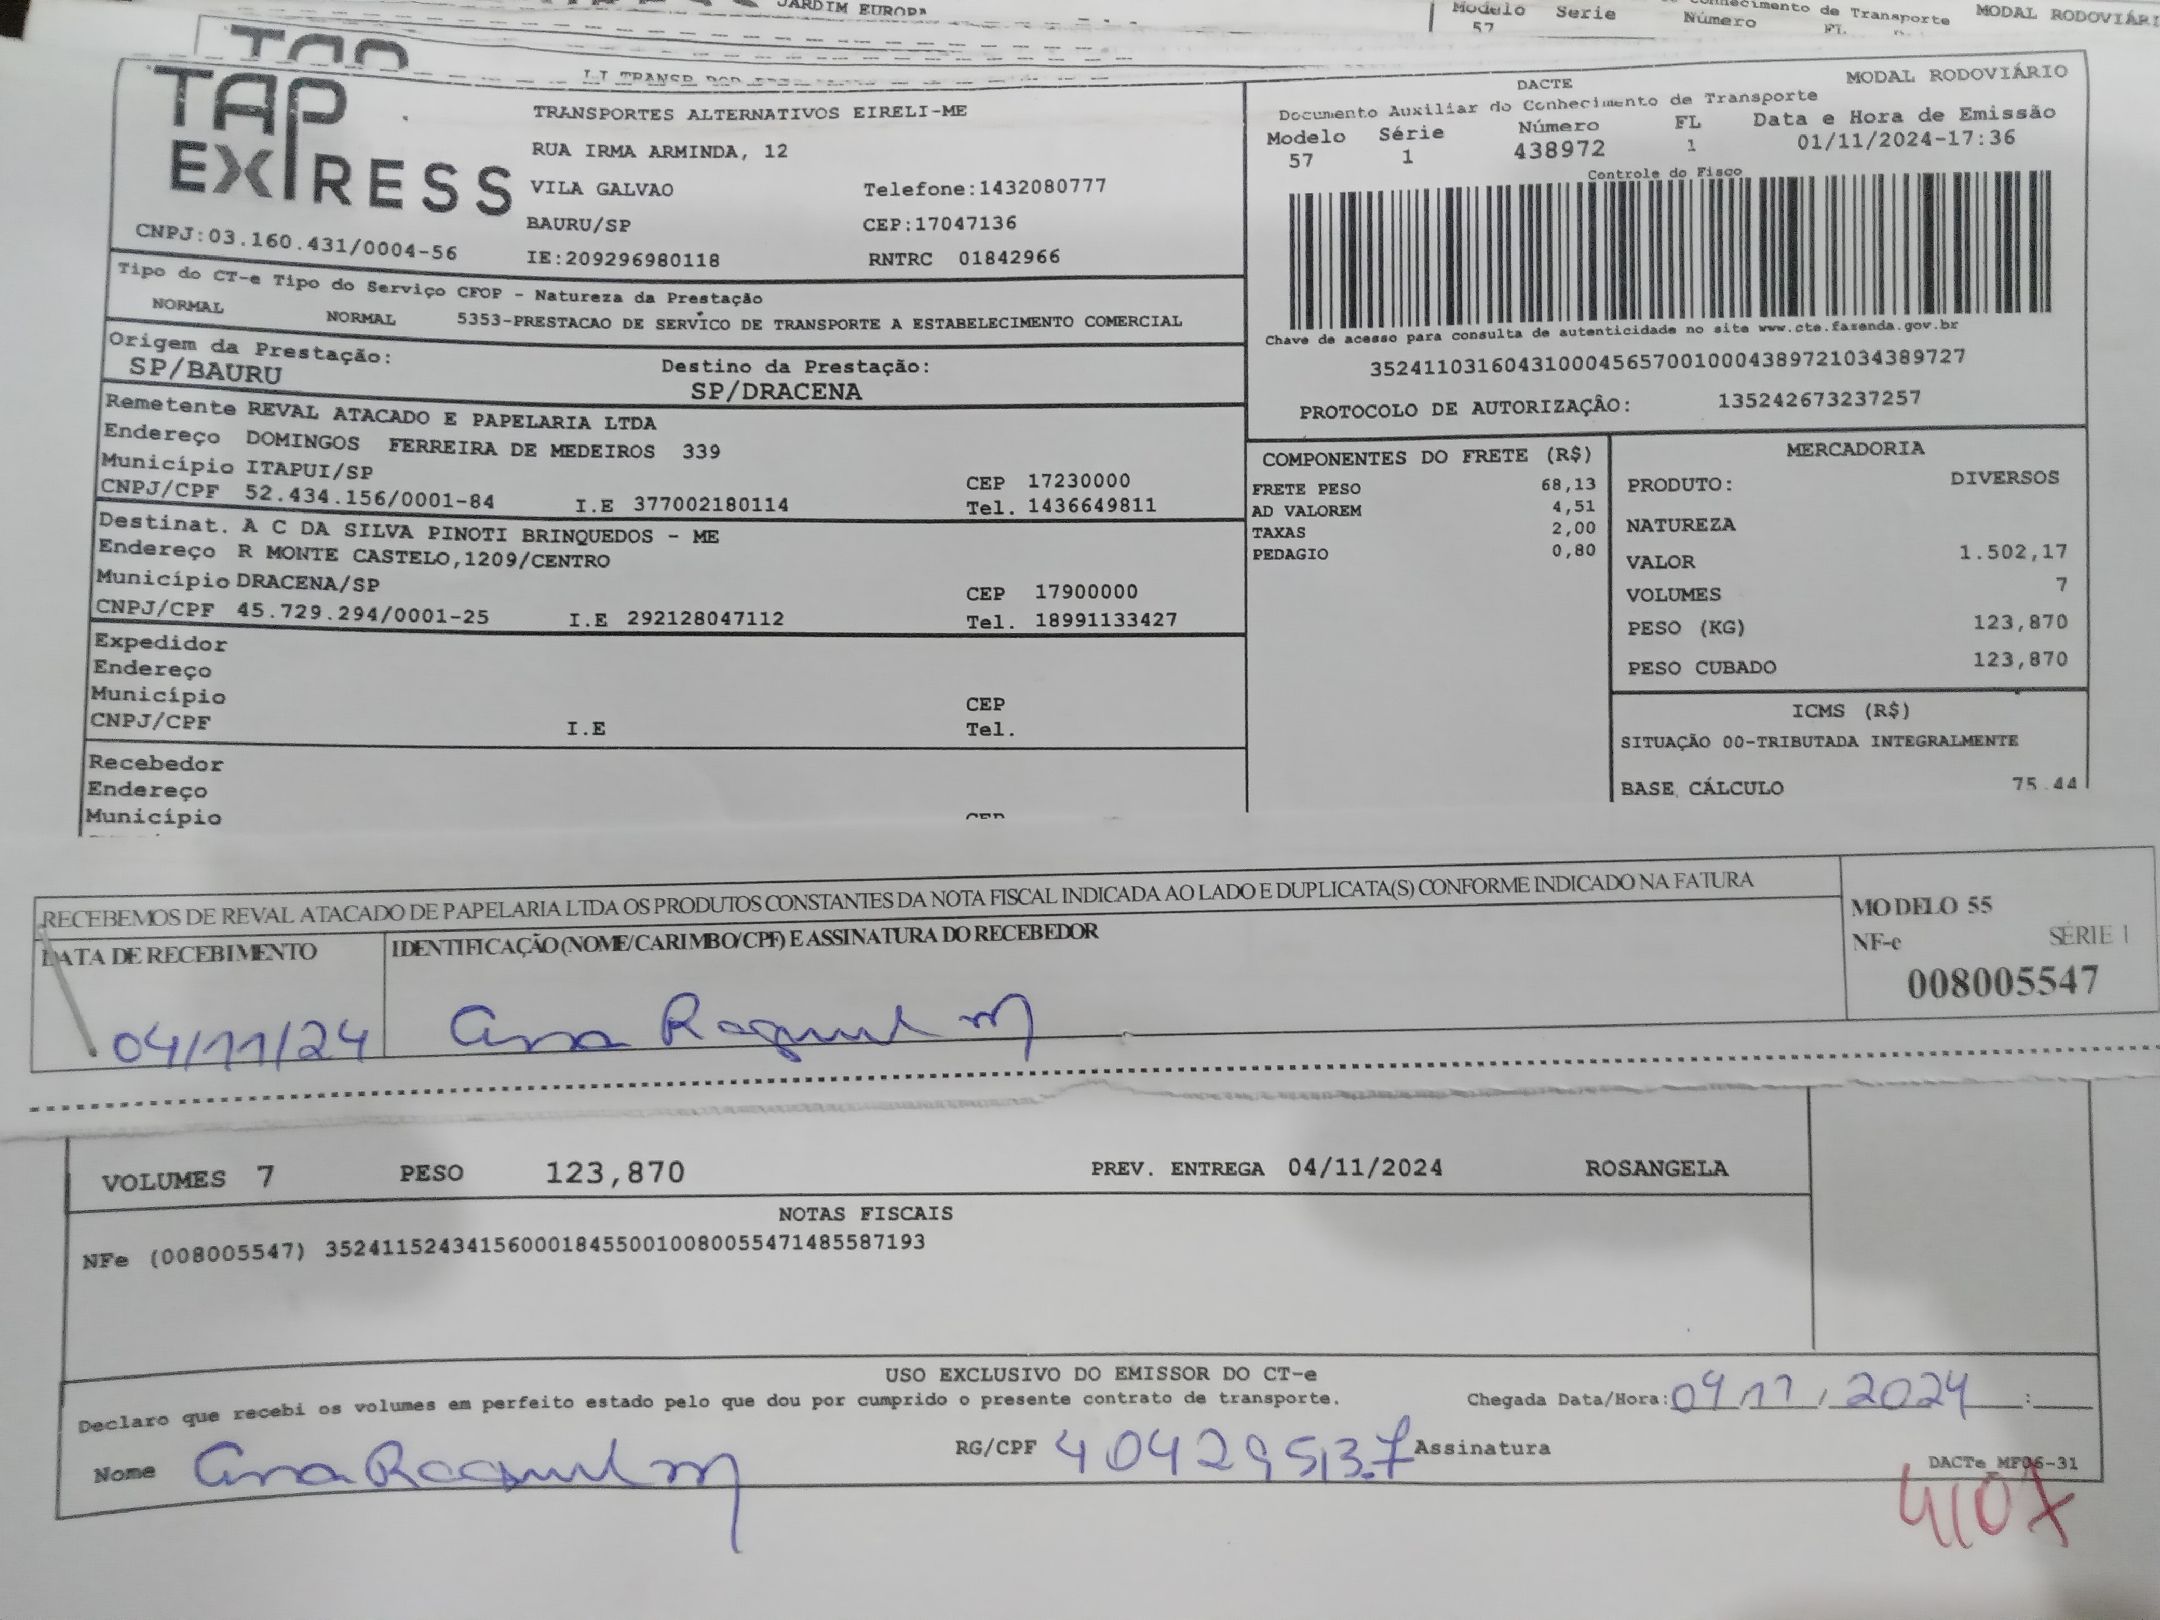 JARDIM EUROPA
Modelo Serie Número MODAL RODOVIÁRI
57 FL
TAP
TAP EXPRESS
CNPJ:03.160.431/0004-56
TRANSPORTES ALTERNATIVOS EIRELI-ME
RUA IRMA ARMINDA, 12
VILA GALVAO Telefone:1432080777
BAURU/SP CEP:17047136
IE:209296980118 RNTRC 01842966
DACTE MODAL RODOVIÁRIO
Documento Auxiliar do Conhecimento de Transporte
Modelo Série Número FL Data e Hora de Emissão
57 1 438972 1 01/11/2024-17:36
Controle do Fisco
Chave de acesso para consulta de autenticidade no site www.cte.fazenda.gov.br
35241103160431000456570010004389721034389727
PROTOCOLO DE AUTORIZAÇÃO: 135242673237257
Tipo do CT-e Tipo do Serviço CFOP - Natureza da Prestação
NORMAL NORMAL 5353-PRESTACAO DE SERVICO DE TRANSPORTE A ESTABELECIMENTO COMERCIAL
Origem da Prestação: Destino da Prestação:
SP/BAURU SP/DRACENA
Remetente REVAL ATACADO E PAPELARIA LTDA
Endereço DOMINGOS FERREIRA DE MEDEIROS 339
Município ITAPUI/SP CEP 17230000
CNPJ/CPF 52.434.156/0001-84 I.E 377002180114 Tel. 1436649811
Destinat. A C DA SILVA PINOTI BRINQUEDOS - ME
Endereço R MONTE CASTELO,1209/CENTRO
Município DRACENA/SP CEP 17900000
CNPJ/CPF 45.729.294/0001-25 I.E 292128047112 Tel. 18991133427
Expedidor
Endereço
Município CEP
CNPJ/CPF I.E Tel.
Recebedor
Endereço
Município CEP
COMPONENTES DO FRETE (R$)
FRETE PESO 68,13
AD VALOREM 4,51
TAXAS 2,00
PEDAGIO 0,80
MERCADORIA
PRODUTO: DIVERSOS
NATUREZA
VALOR 1.502,17
VOLUMES 7
PESO (KG) 123,870
PESO CUBADO 123,870
ICMS (R$)
SITUAÇÃO 00-TRIBUTADA INTEGRALMENTE
BASE CÁLCULO 75.44
RECEBEMOS DE REVAL ATACADO DE PAPELARIA LTDA OS PRODUTOS CONSTANTES DA NOTA FISCAL INDICADA AO LADO E DUPLICATA(S) CONFORME INDICADO NA FATURA
DATA DE RECEBIMENTO IDENTIFICAÇÃO (NOME/CARIMBO/CPF) E ASSINATURA DO RECEBEDOR
04/11/24 Ana Raquel m
MODELO 55
NF-e SÉRIE 1
008005547
VOLUMES 7 PESO 123,870 PREV. ENTREGA 04/11/2024 ROSANGELA
NOTAS FISCAIS
NFe (008005547) 35241152434156000184550010080055471485587193
USO EXCLUSIVO DO EMISSOR DO CT-e
Declaro que recebi os volumes em perfeito estado pelo que dou por cumprido o presente contrato de transporte. Chegada Data/Hora: 04/11/2024 :
Nome Ana Raquel m RG/CPF 40429513.7 Assinatura
DACTe MF06-31
4107